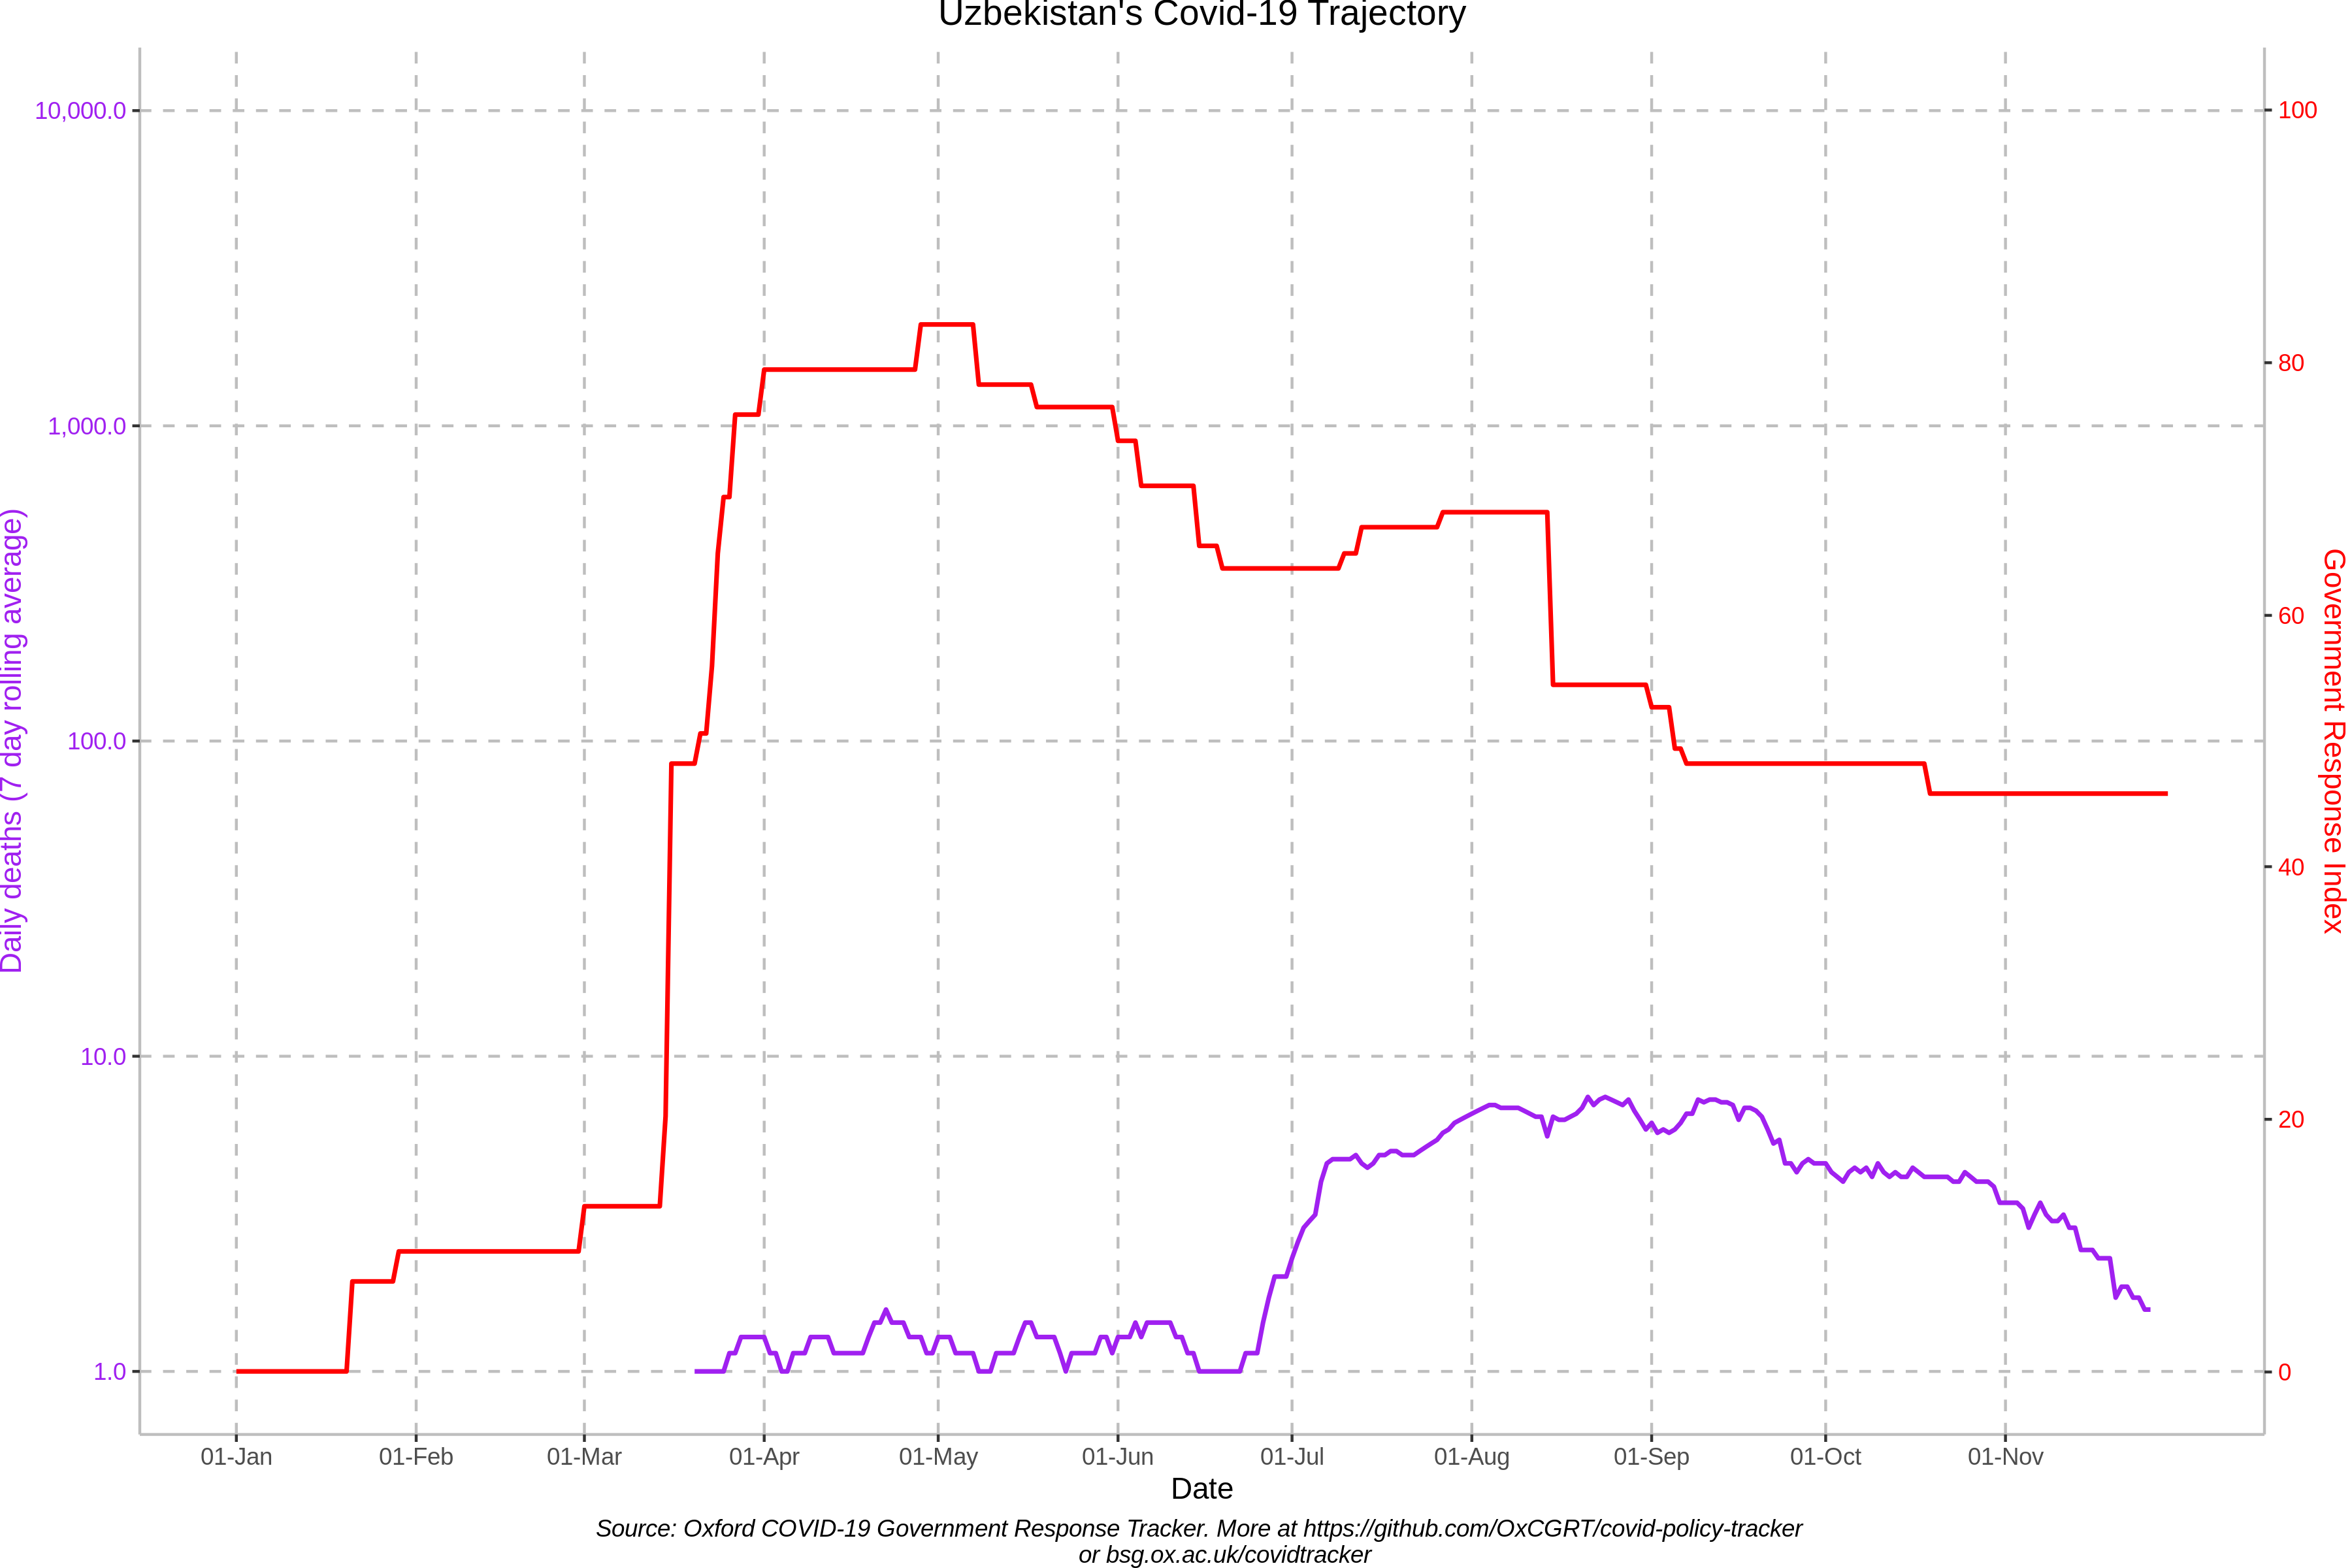 Uzbekistan's Covid-19 Trajectory
10,000.0
1,000.0
100.0
10.0
1.0
Daily deaths (7 day rolling average)
100
80
60
40
20
0
Government Response Index
01-Jan 01-Feb 01-Mar 01-Apr 01-May 01-Jun 01-Jul 01-Aug 01-Sep 01-Oct 01-Nov
Date
Source: Oxford COVID-19 Government Response Tracker. More at https://github.com/OxCGRT/covid-policy-tracker
or bsg.ox.ac.uk/covidtracker